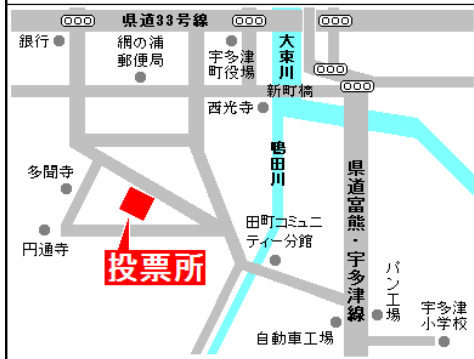 県道33号線
銀行
網の浦
郵便局
宇多津
町役場
大束川
新町橋
西光寺
鴨田川
多聞寺
県道富熊・宇多津線
円通寺
投票所
田町コミュニ
ティー分館
パン工場
宇多津
小学校
自動車工場